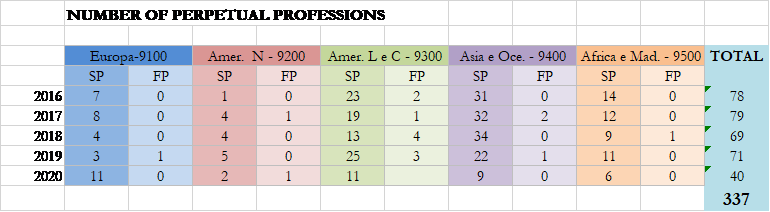 NUMBER OF PERPETUAL PROFESSIONS
Europa-9100 Amer. N - 9200 Amer. L e C - 9300 Asia e Oce. - 9400 Africa e Mad. - 9500 TOTAL
SP FP SP FP SP FP SP FP SP FP
2016 7 0 1 0 23 2 31 0 14 0 78
2017 8 0 4 1 19 1 32 2 12 0 79
2018 4 0 4 0 13 4 34 0 9 1 69
2019 3 1 5 0 25 3 22 1 11 0 71
2020 11 0 2 1 11 9 0 6 0 40
337